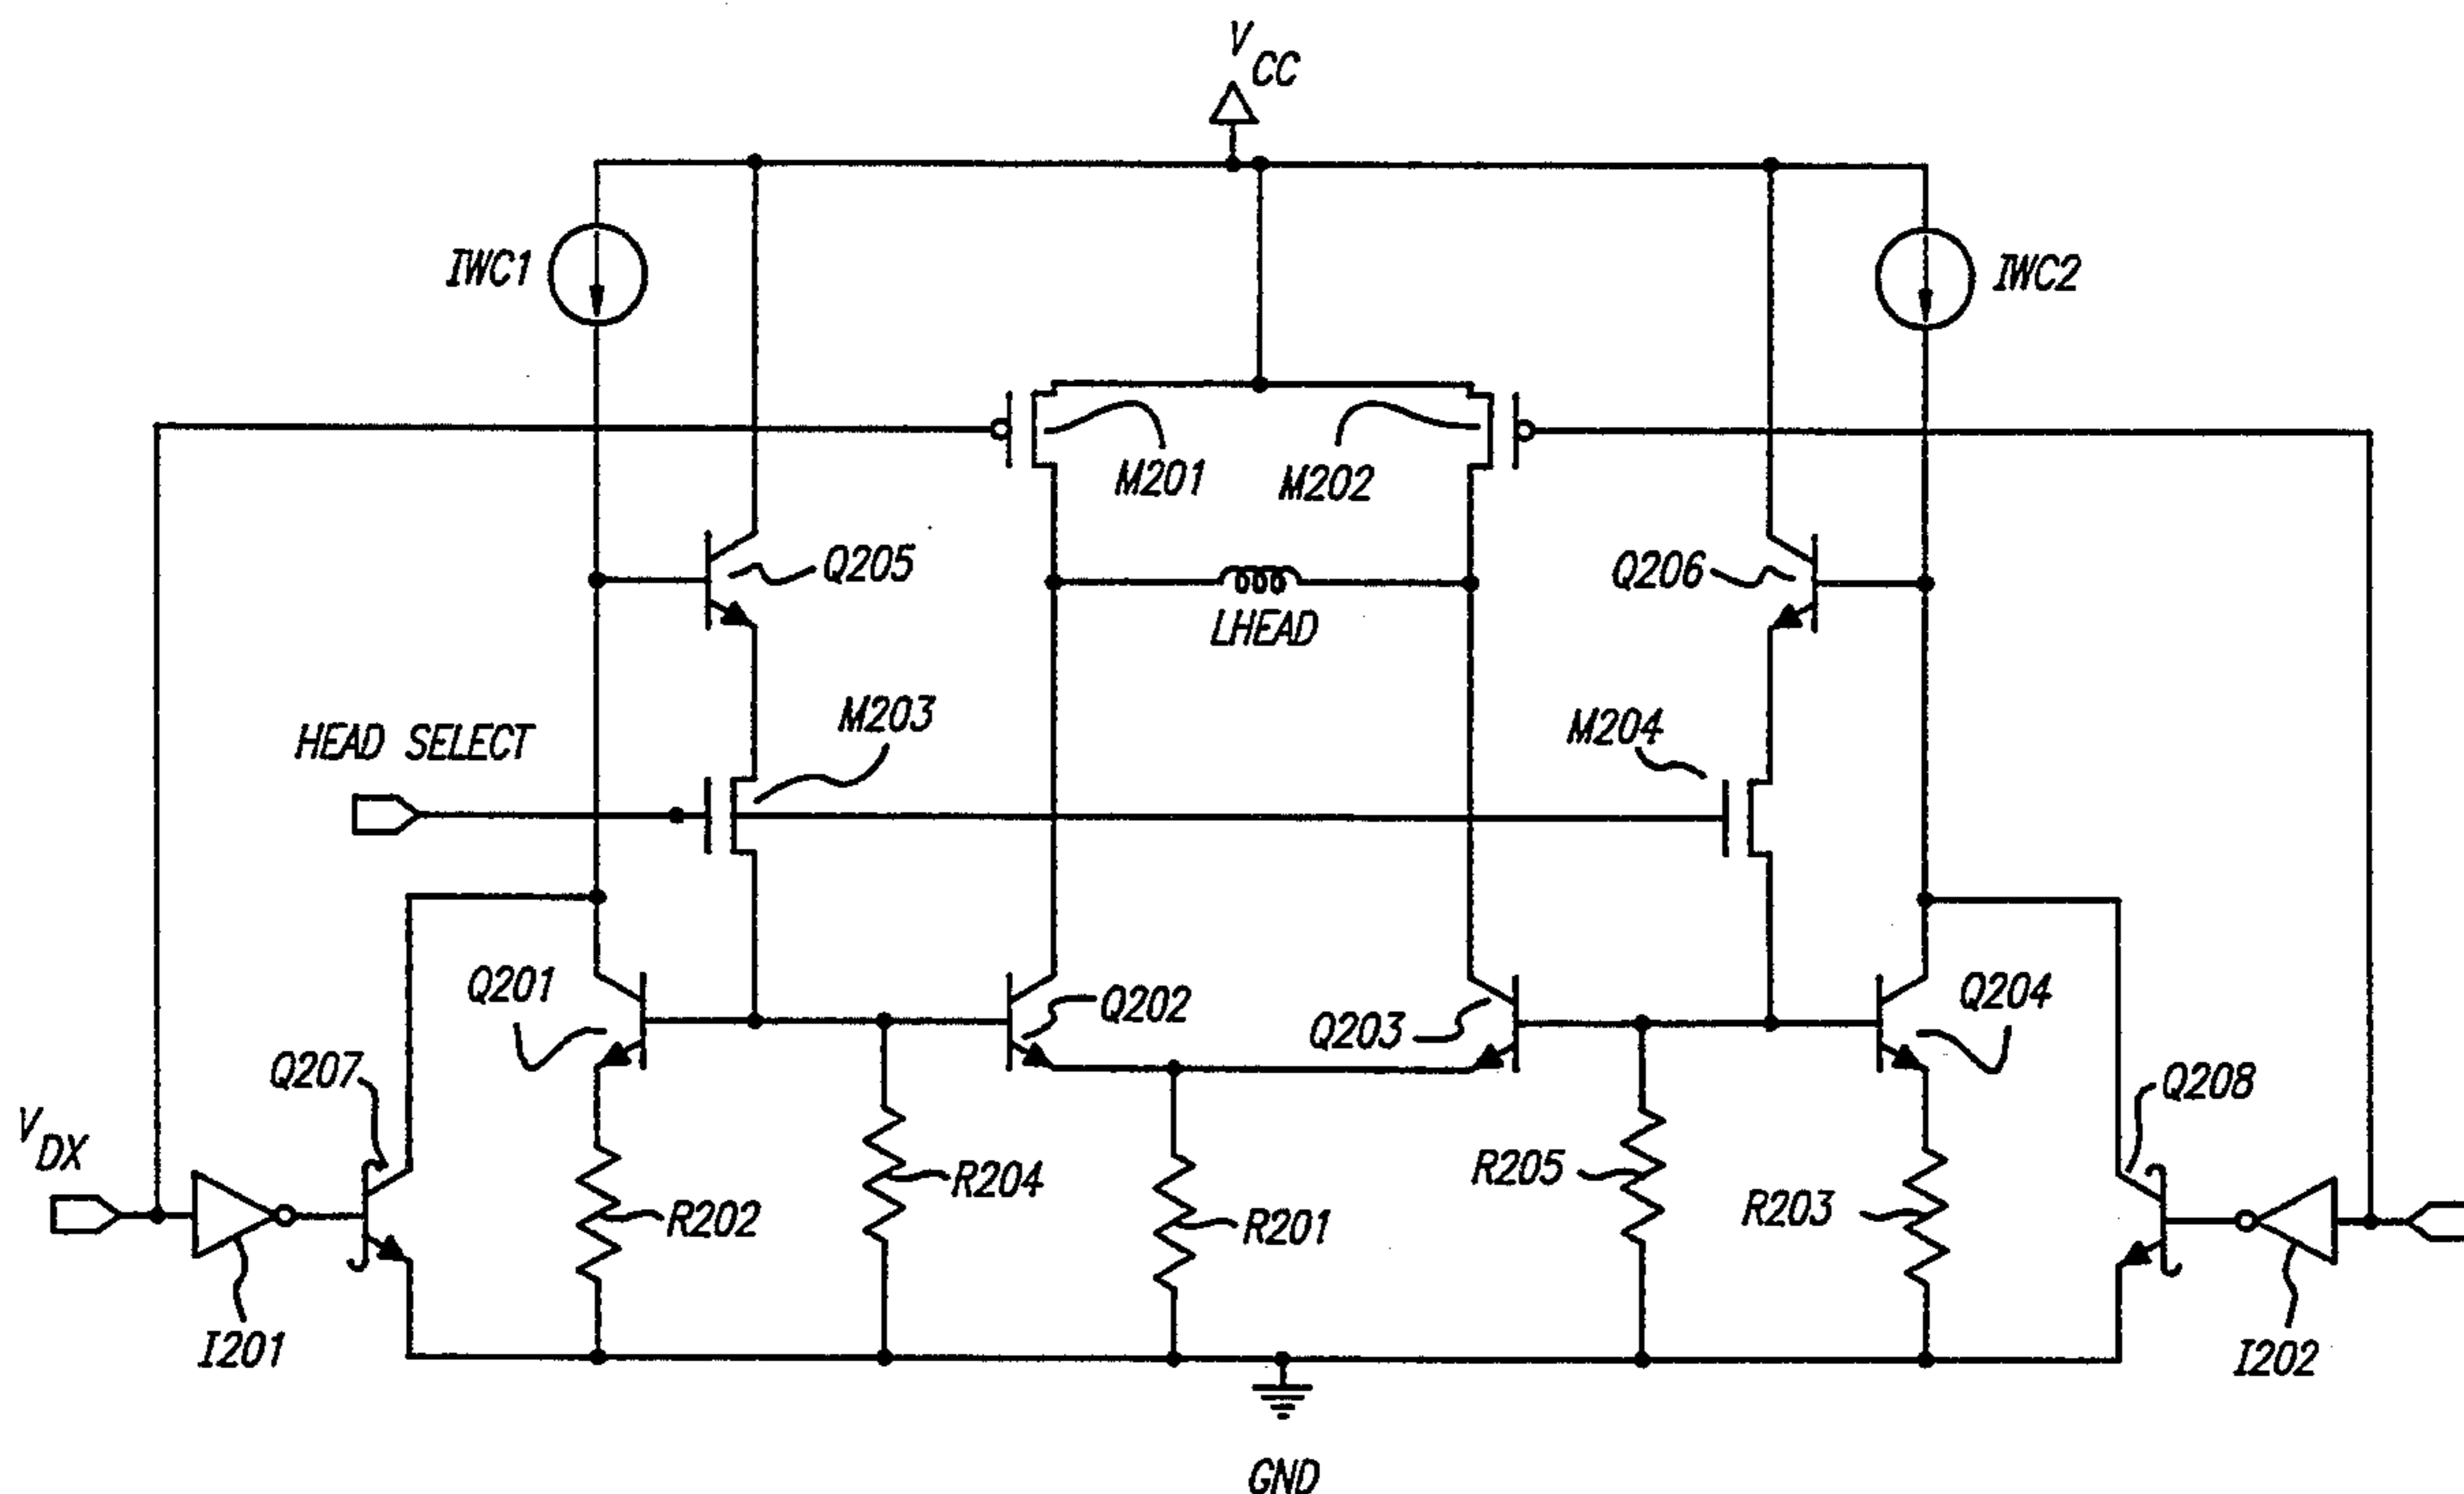 VCC
IWC1
IWC2
M201
M202
Q205
Q206
LHEAD
HEAD SELECT
M203
M204
Q201
Q202
Q203
Q204
Q207
Q208
VDX
R202
R204
R201
R205
R203
I201
I202
GND